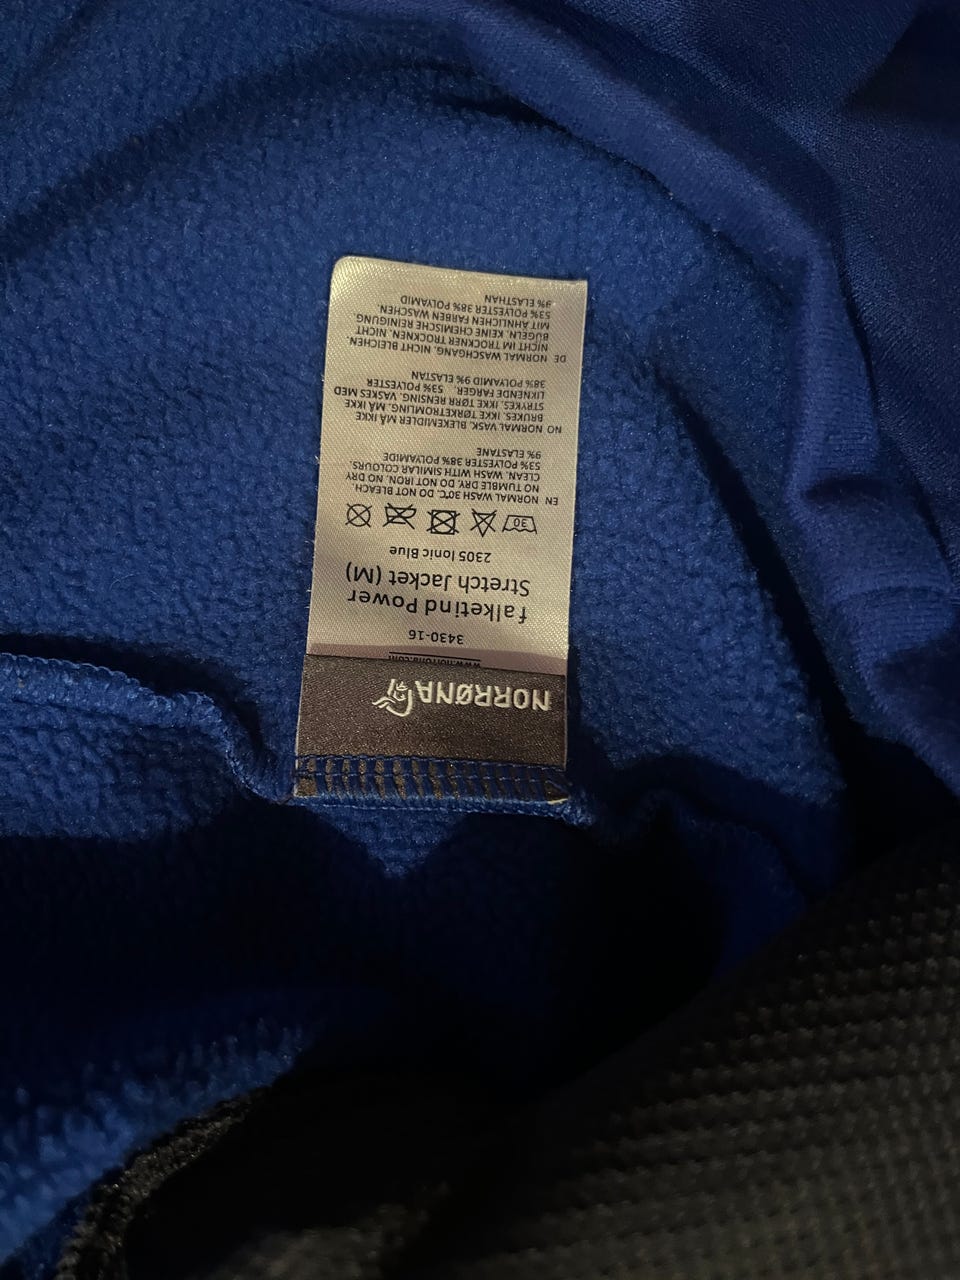 NORRØNA
www.norrona.com
3430-16
falketind Power
Stretch Jacket (M)
2305 Ionic Blue
30
EN NORMAL WASH 30°C. DO NOT BLEACH.
NO TUMBLE DRY. NOT IRON. NO DRY
CLEAN. WASH WITH SIMILAR COLOURS.
53% POLYESTER 38% POLYAMIDE
9% ELASTANE
NO NORMAL VASK. BLEKEMIDLER MÅ IKKE
BRUKES. IKKE TØRKETROMLING. MÅ IKKE
STRYKES. IKKE TØRR RENSING. VASKES MED
LIKNENDE FARGER. 53% POLYESTER
38% POLYAMID 9% ELASTAN
DE NORMAL WASCHGANG. NICHT BLEICHEN.
NICHT IM TROCKNER TROCKNEN. NICHT
BÜGELN. KEINE CHEMISCHE REINIGUNG.
MIT ÄHNLICHEN FARBEN WASCHEN.
53% POLYESTER 38% POLYAMID
9% ELASTHAN